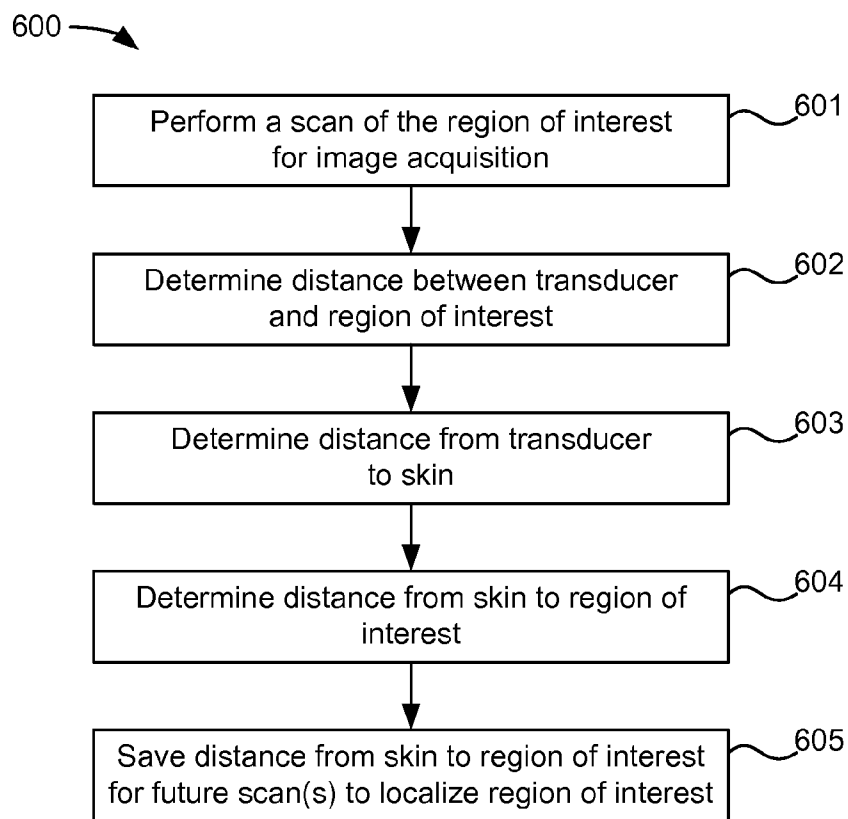 600
Perform a scan of the region of interest
for image acquisition
601
Determine distance between transducer
and region of interest
602
Determine distance from transducer
to skin
603
Determine distance from skin to region of
interest
604
Save distance from skin to region of interest
for future scan(s) to localize region of interest
605